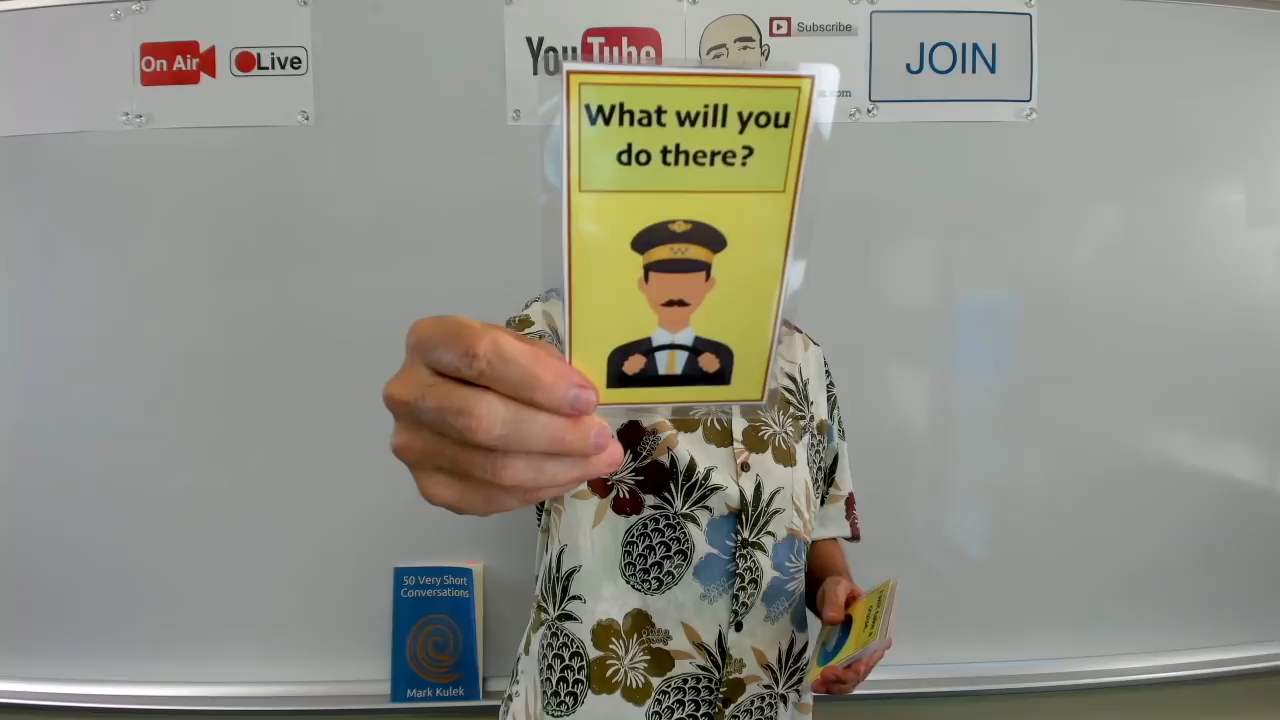 On Air
Live
YouTube
Subscribe
JOIN
What will you
do there?
50 Very Short
Conversations
Mark Kulek